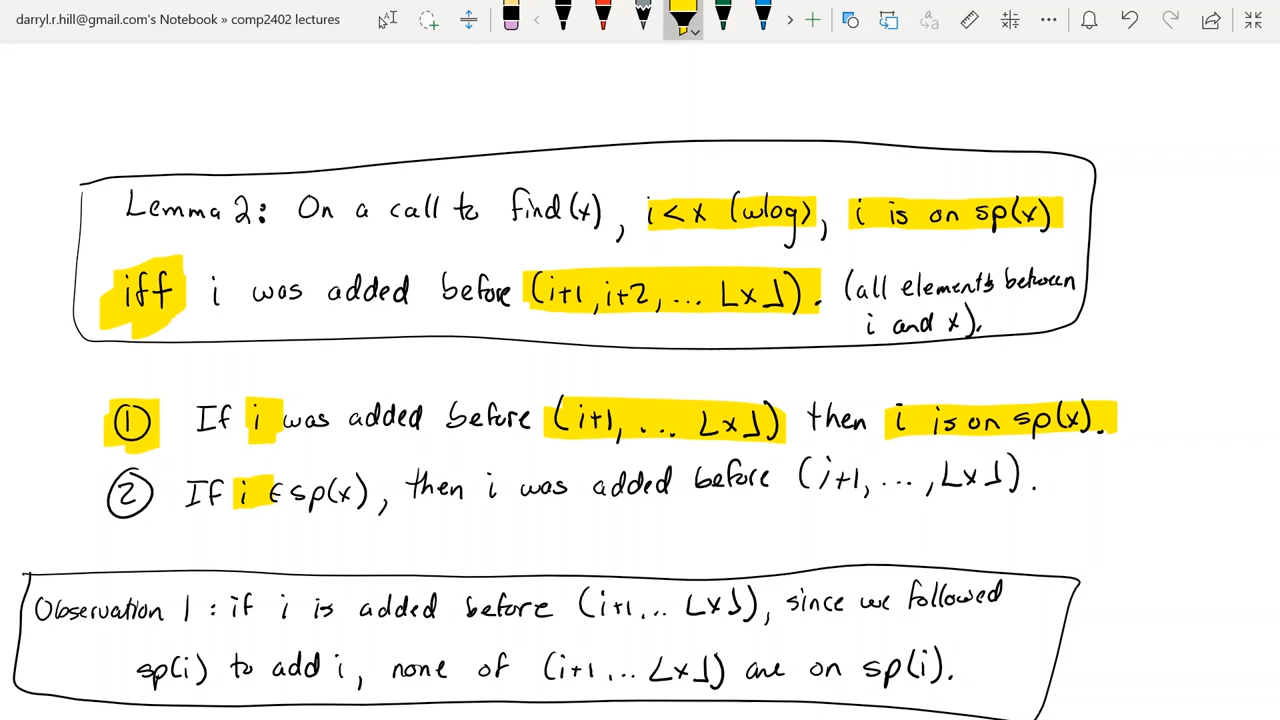 darryl.r.hill@gmail.com's Notebook » comp2402 lectures
Lemma 2: On a call to find(x), i < x (wlog), i is on sp(x)
iff i was added before (i+1, i+2, ... ⌊x⌋). (all elements between
i and x).
① If i was added before (i+1, ... ⌊x⌋) then i is on sp(x).
② If i ∈ sp(x), then i was added before (i+1, ... , ⌊x⌋).
Observation 1 : if i is added before (i+1 ... ⌊x⌋), since we followed
sp(i) to add i, none of (i+1 ... ⌊x⌋) are on sp(i).